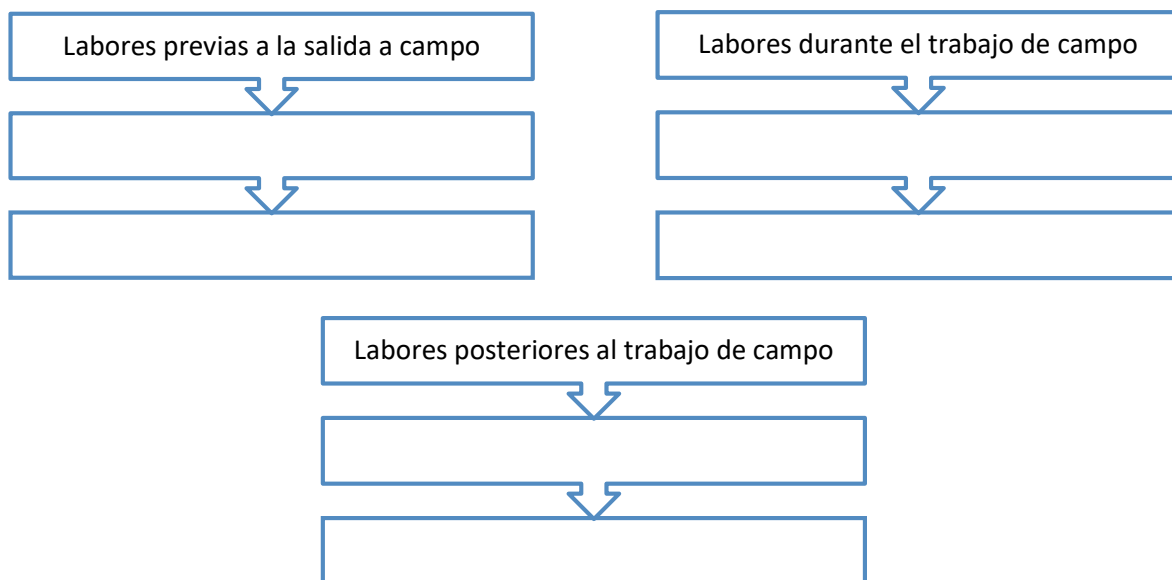 Labores previas a la salida a campo
Labores durante el trabajo de campo
Labores posteriores al trabajo de campo